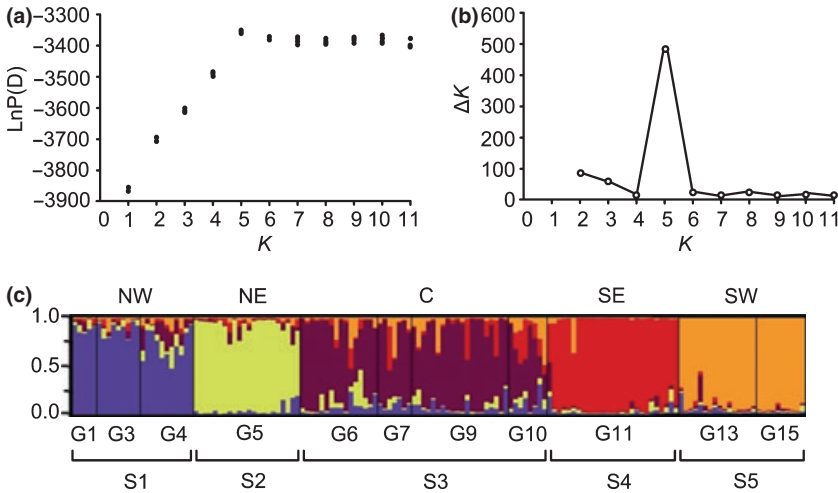 (a)
−3300
−3400
−3500
−3600
−3700
−3800
−3900
LnP(D)
0 1 2 3 4 5 6 7 8 9 10 11
K
(b)
600
500
400
300
200
100
0
ΔK
0 1 2 3 4 5 6 7 8 9 10 11
K
(c)
NW NE C SE SW
1.0
0.5
0.0
G1 G3 G4 G5 G6 G7 G9 G10 G11 G13 G15
S1 S2 S3 S4 S5